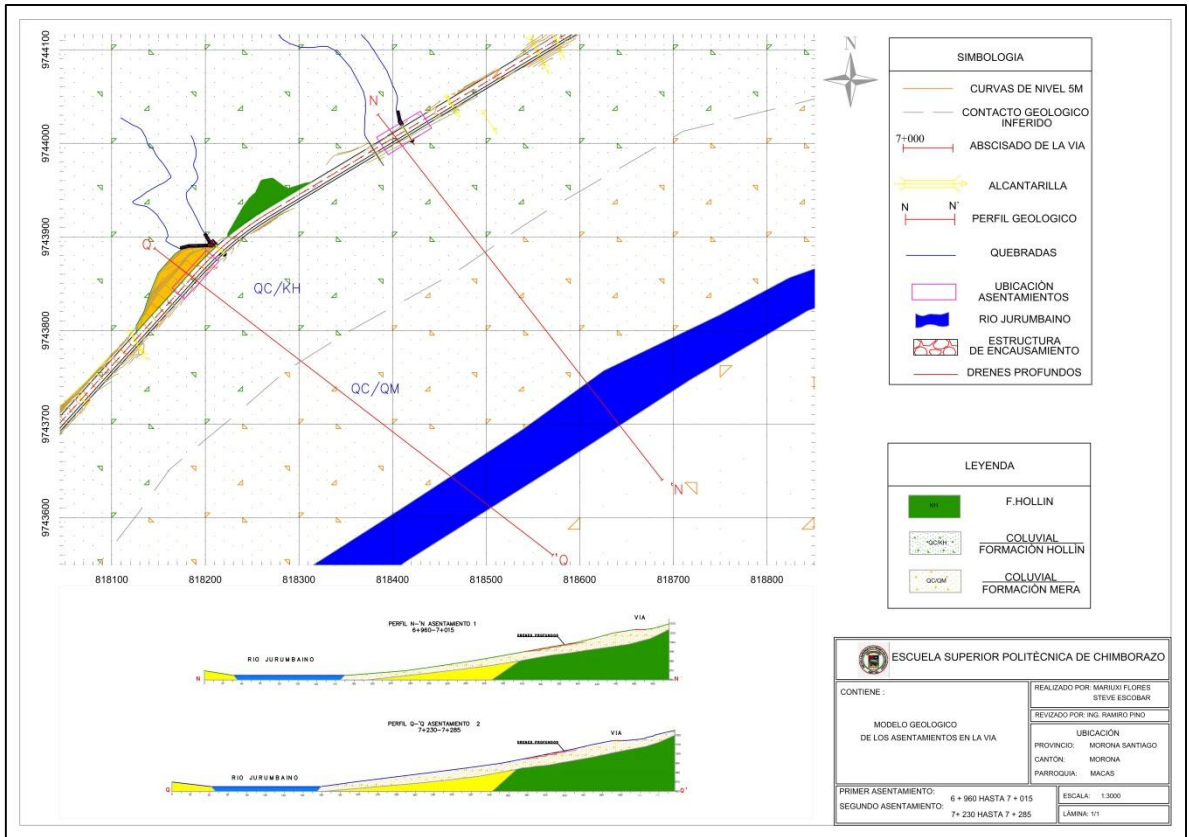 9744100
9744000
9743900
9743800
9743700
9743600
818100
818200
818300
818400
818500
818600
818700
818800
N
Q
QC/KH
QC/QM
`N
`Q
N
SIMBOLOGIA
CURVAS DE NIVEL 5M
CONTACTO GEOLOGICO
INFERIDO
7+000
ABSCISADO DE LA VIA
ALCANTARILLA
N N`
PERFIL GEOLOGICO
QUEBRADAS
UBICACIÒN
ASENTAMIENTOS
RIO JURUMBAINO
ESTRUCTURA
DE ENCAUSAMIENTO
DRENES PROFUNDOS
LEYENDA
KH
F.HOLLIN
QC/KH
COLUVIAL
FORMACIÓN HOLLÍN
QC/QM
COLUVIAL
FORMACIÓN MERA
PERFIL N-'N ASENTAMIENTO 1
6+960-7+015
VIA
DRENES PROFUNDOS
RIO JURUMBAINO
N
N
PERFIL Q-'Q ASENTAMIENTO 2
7+230-7+285
VIA
DRENES PROFUNDOS
RIO JURUMBAINO
Q
Q'
ESCUELA SUPERIOR POLITÉCNICA DE CHIMBORAZO
CONTIENE :
MODELO GEOLOGICO
DE LOS ASENTAMIENTOS EN LA VIA
REALIZADO POR: MARIUXI FLORES
STEVE ESCOBAR
REVIZADO POR: ING. RAMIRO PINO
UBICACIÓN
PROVINCIO: MORONA SANTIAGO
CANTÓN: MORONA
PARROQUIA: MACAS
PRIMER ASENTAMIENTO: 6 + 960 HASTA 7 + 015
SEGUNDO ASENTAMIENTO: 7+ 230 HASTA 7 + 285
ESCALA: 1:3000
LÁMINA: 1/1